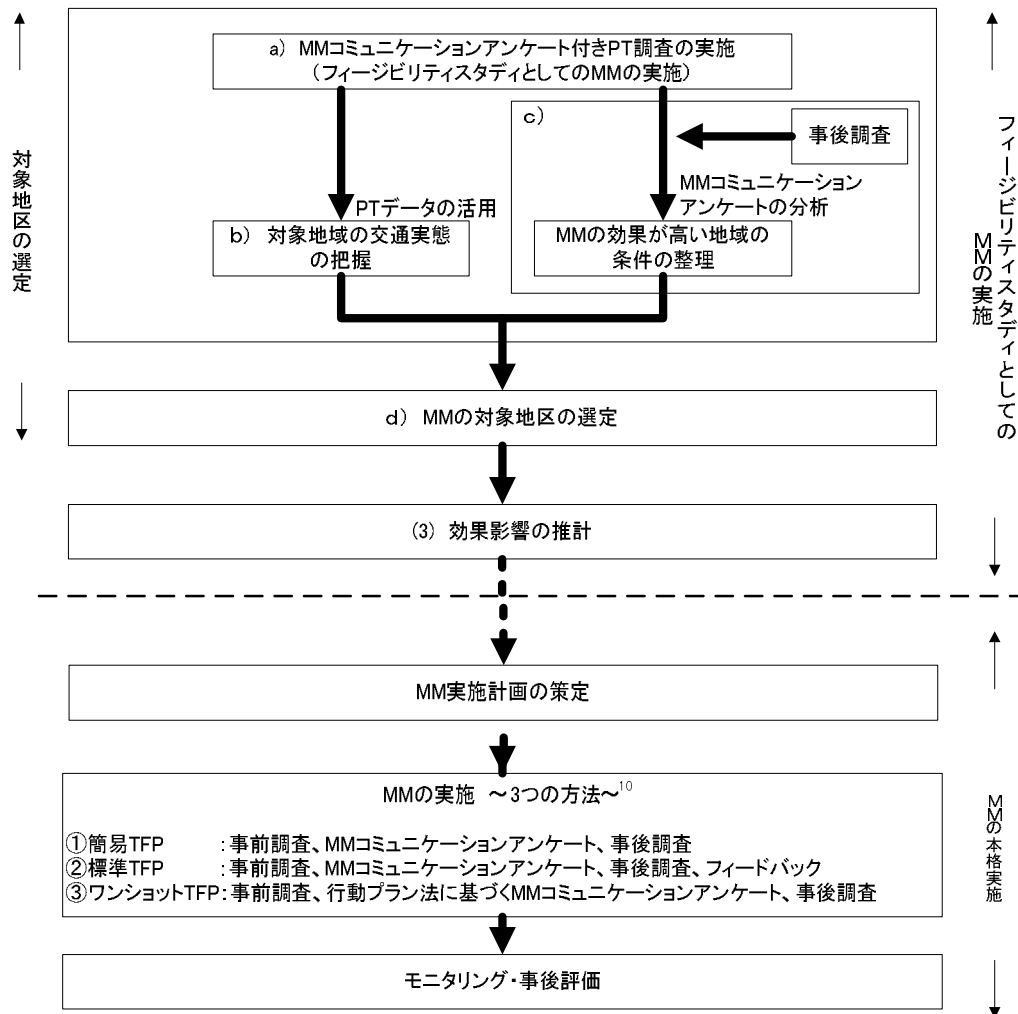 a) MMコミュニケーションアンケート付きPT調査の実施
(フィージビリティスタディとしてのMMの実施)
c)
事後調査
MMコミュニケーション
アンケートの分析
PTデータの活用
b) 対象地域の交通実態
の把握
MMの効果が高い地域の
条件の整理
対象地区の選定
フィージビリティスタディとしての
MMの実施
d) MMの対象地区の選定
(3) 効果影響の推計
MM実施計画の策定
MMの実施 ～3つの方法～10
①簡易TFP :事前調査、MMコミュニケーションアンケート、事後調査
②標準TFP :事前調査、MMコミュニケーションアンケート、事後調査、フィードバック
③ワンショットTFP:事前調査、行動プラン法に基づくMMコミュニケーションアンケート、事後調査
MMの本格実施
モニタリング・事後評価